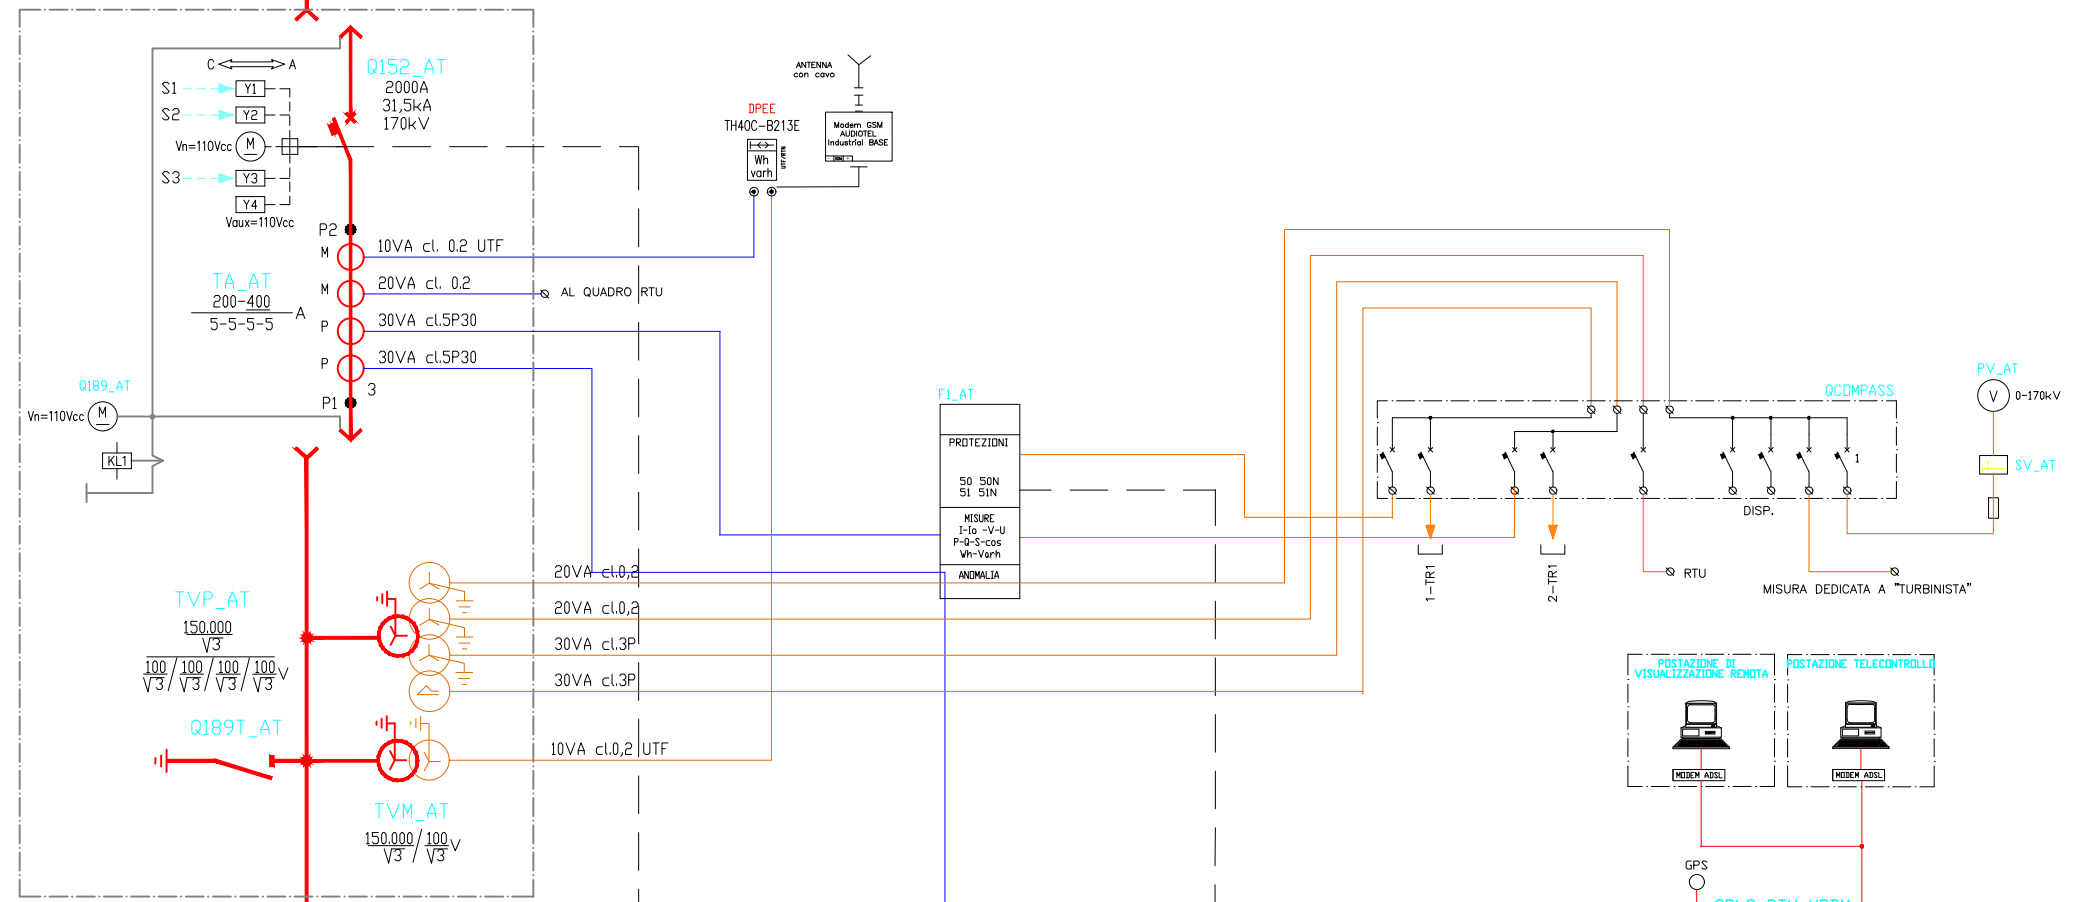 Q152_AT
2000A
31,5kA
170kV
C A
S1 Y1
S2 Y2
Vn=110Vcc M
S3 Y3
Y4
Vaux=110Vcc
P2
M 10VA cl. 0.2 UTF
TA_AT
200-400
5-5-5-5 A
M 20VA cl. 0.2
AL QUADRO RTU
P 30VA cl.5P30
P 30VA cl.5P30
3
P1
Q189_AT
Vn=110Vcc M
KL1
ANTENNA
con cavo
DPEE
TH40C-B213E
Wh
varh
UTF/RTN
Modem GSM
AUDIOTEL
Industrial BASE
F1_AT
PROTEZIONI
50 50N
51 51N
MISURE
I-Io -V-U
P-Q-S-cos
Wh-Varh
ANOMALIA
QCOMPASS
1
DISP.
1-TR1
2-TR1
RTU
MISURA DEDICATA A "TURBINISTA"
PV_AT
V 0-170kV
SV_AT
TVP_AT
150.000
√3
100/100/100/100 V
√3 √3 √3 √3
20VA cl.0,2
20VA cl.0,2
30VA cl.3P
30VA cl.3P
Q189T_AT
10VA cl.0,2 UTF
TVM_AT
150.000/100 V
√3 √3
POSTAZIONE DI
VISUALIZZAZIONE REMOTA
MODEM ADSL
POSTAZIONE TELECONTROLLO
MODEM ADSL
GPS